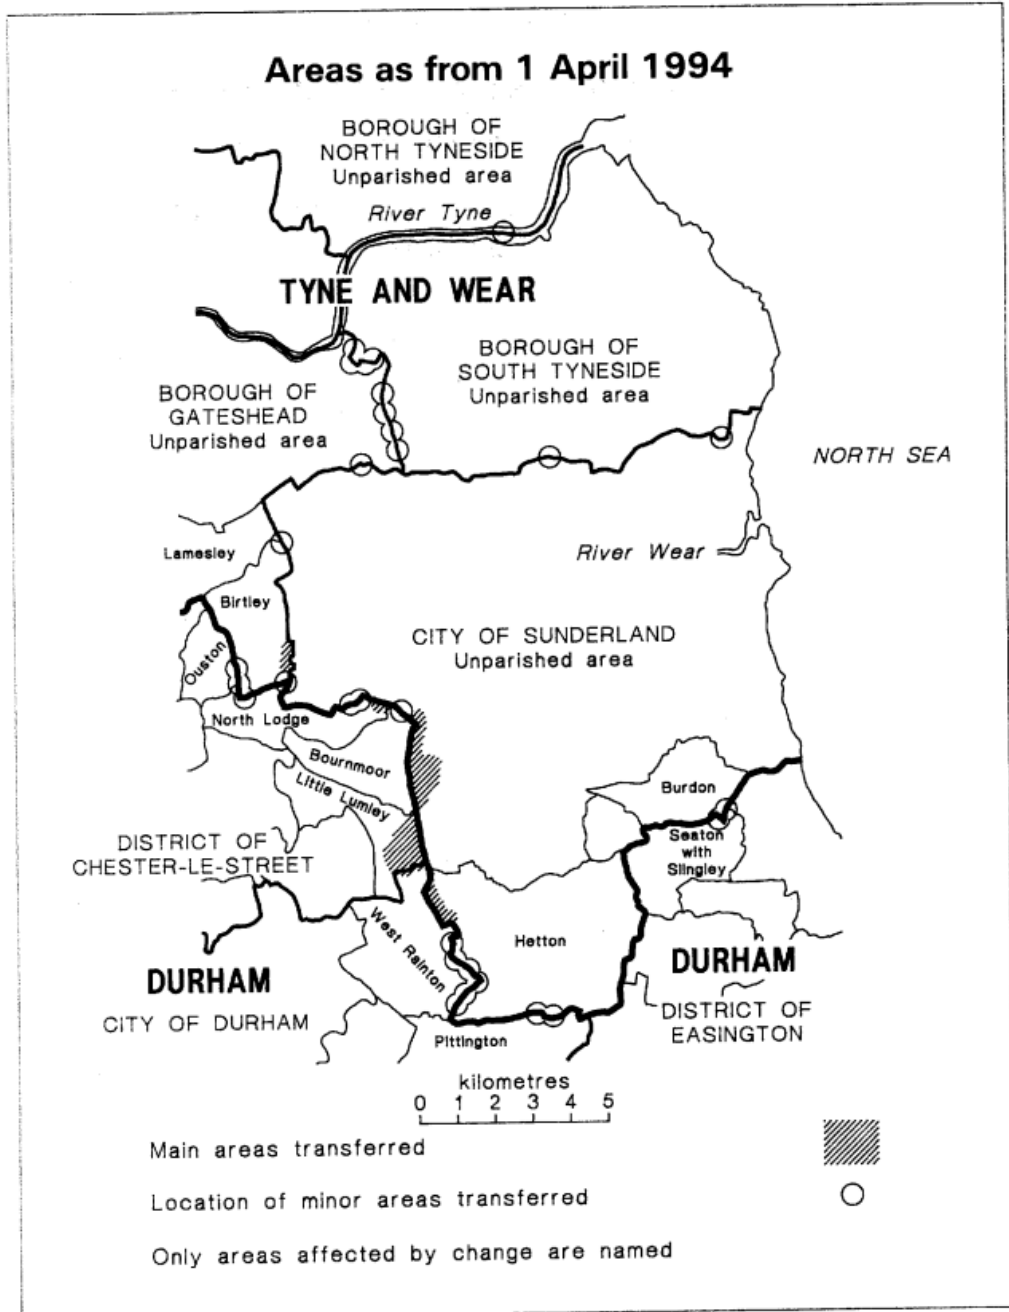 Areas as from 1 April 1994
BOROUGH OF
NORTH TYNESIDE
Unparished area
River Tyne
TYNE AND WEAR
BOROUGH OF
SOUTH TYNESIDE
Unparished area
BOROUGH OF
GATESHEAD
Unparished area
NORTH SEA
Lamesley
River Wear
Birtley
CITY OF SUNDERLAND
Unparished area
Ouston
North Lodge
Bournmoor
Little Lumley
Burdon
DISTRICT OF
CHESTER-LE-STREET
Seaton
with
Slingley
West Rainton
Hetton
DURHAM
CITY OF DURHAM
DURHAM
DISTRICT OF
EASINGTON
Pittington
kilometres
0 1 2 3 4 5
Main areas transferred
Location of minor areas transferred
Only areas affected by change are named